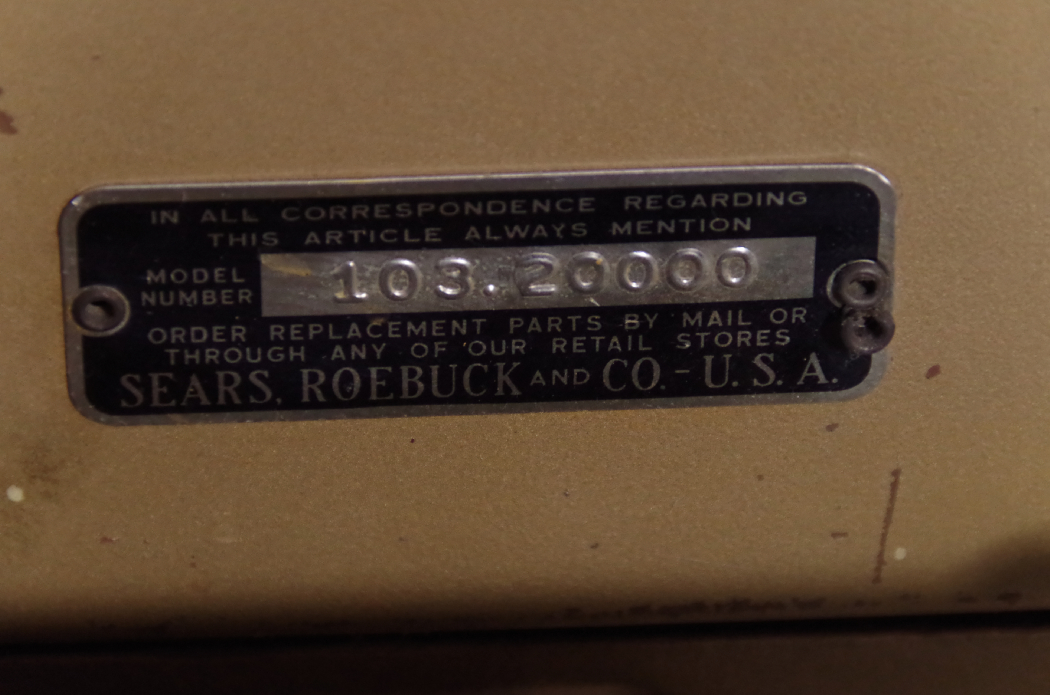 IN ALL CORRESPONDENCE REGARDING
THIS ARTICLE ALWAYS MENTION
MODEL NUMBER 103.20000
ORDER REPLACEMENT PARTS BY MAIL OR
THROUGH ANY OF OUR RETAIL STORES
SEARS, ROEBUCK AND CO. - U. S. A.